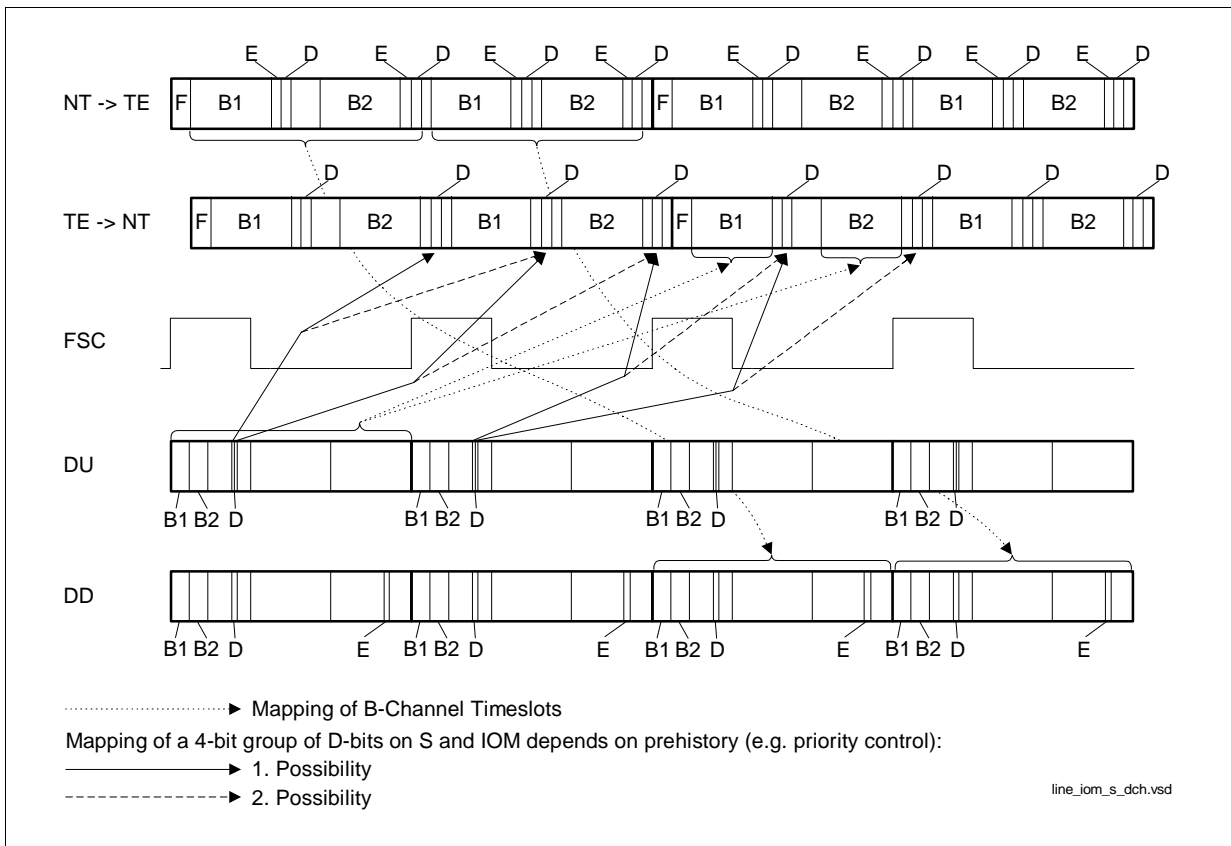 E D E D E D E D E D E D E D E D
NT -> TE F B1 B2 B1 B2 F B1 B2 B1 B2
D D D D D D D D
TE -> NT F B1 B2 B1 B2 F B1 B2 B1 B2
FSC
DU
B1 B2 D B1 B2 D B1 B2 D B1 B2 D
DD
B1 B2 D E B1 B2 D E B1 B2 D E B1 B2 D E
Mapping of B-Channel Timeslots
Mapping of a 4-bit group of D-bits on S and IOM depends on prehistory (e.g. priority control):
1. Possibility
2. Possibility
line_iom_s_dch.vsd